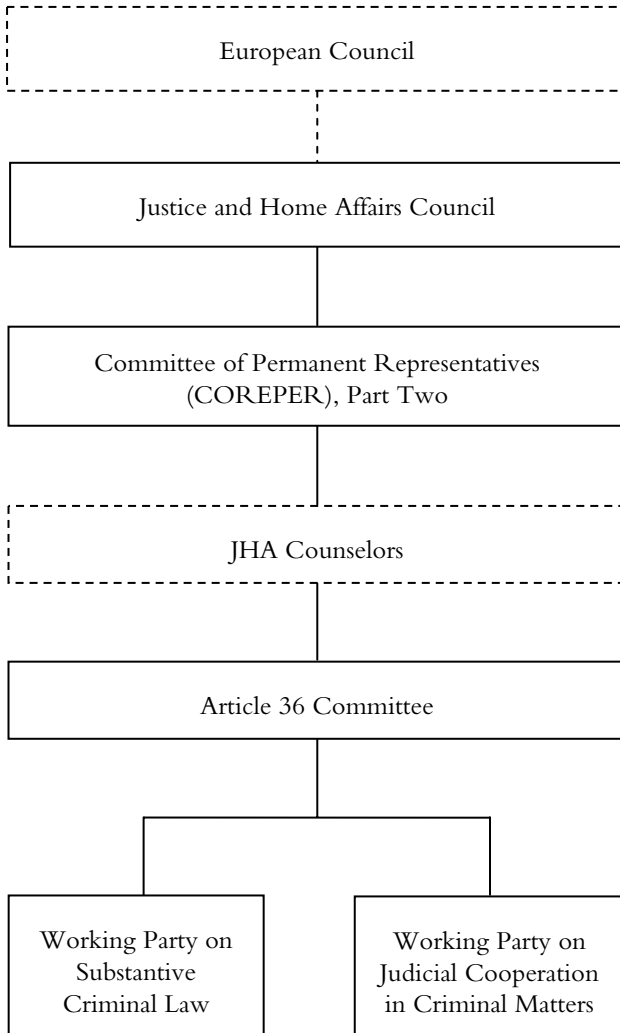 European Council
Justice and Home Affairs Council
Committee of Permanent Representatives
(COREPER), Part Two
JHA Counselors
Article 36 Committee
Working Party on
Substantive
Criminal Law
Working Party on
Judicial Cooperation
in Criminal Matters